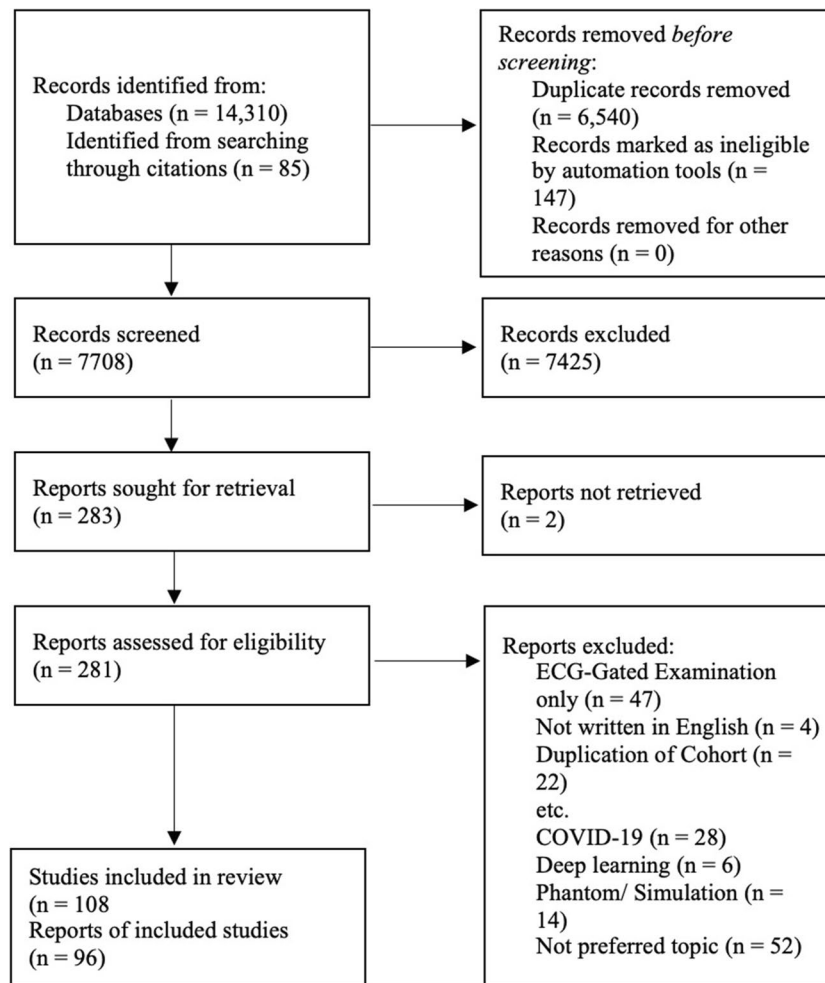 Records identified from:
Databases (n = 14,310)
Identified from searching
through citations (n = 85)
Records removed before
screening:
Duplicate records removed
(n = 6,540)
Records marked as ineligible
by automation tools (n =
147)
Records removed for other
reasons (n = 0)
Records screened
(n = 7708)
Records excluded
(n = 7425)
Reports sought for retrieval
(n = 283)
Reports not retrieved
(n = 2)
Reports assessed for eligibility
(n = 281)
Reports excluded:
ECG-Gated Examination
only (n = 47)
Not written in English (n = 4)
Duplication of Cohort (n =
22)
etc.
COVID-19 (n = 28)
Deep learning (n = 6)
Phantom/ Simulation (n =
14)
Not preferred topic (n = 52)
Studies included in review
(n = 108
Reports of included studies
(n = 96)